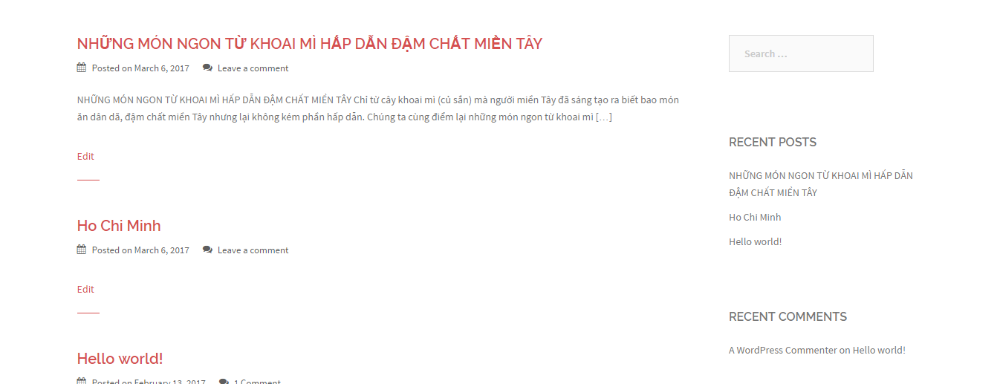 NHỮNG MÓN NGON TỪ KHOAI MÌ HẤP DẪN ĐẬM CHẤT MIỀN TÂY
Posted on March 6, 2017 Leave a comment
NHỮNG MÓN NGON TỪ KHOAI MÌ HẤP DẪN ĐẬM CHẤT MIỀN TÂY Chỉ từ cây khoai mì (củ sắn) mà người miền Tây đã sáng tạo ra biết bao món
ăn dân dã, đậm chất miền Tây nhưng lại không kém phần hấp dẫn. Chúng ta cùng điểm lại những món ngon từ khoai mì […]
Edit
Ho Chi Minh
Posted on March 6, 2017 Leave a comment
Edit
Hello world!
Posted on February 13, 2017 1 Comment
Search …
RECENT POSTS
NHỮNG MÓN NGON TỪ KHOAI MÌ HẤP DẪN
ĐẬM CHẤT MIỀN TÂY
Ho Chi Minh
Hello world!
RECENT COMMENTS
A WordPress Commenter on Hello world!